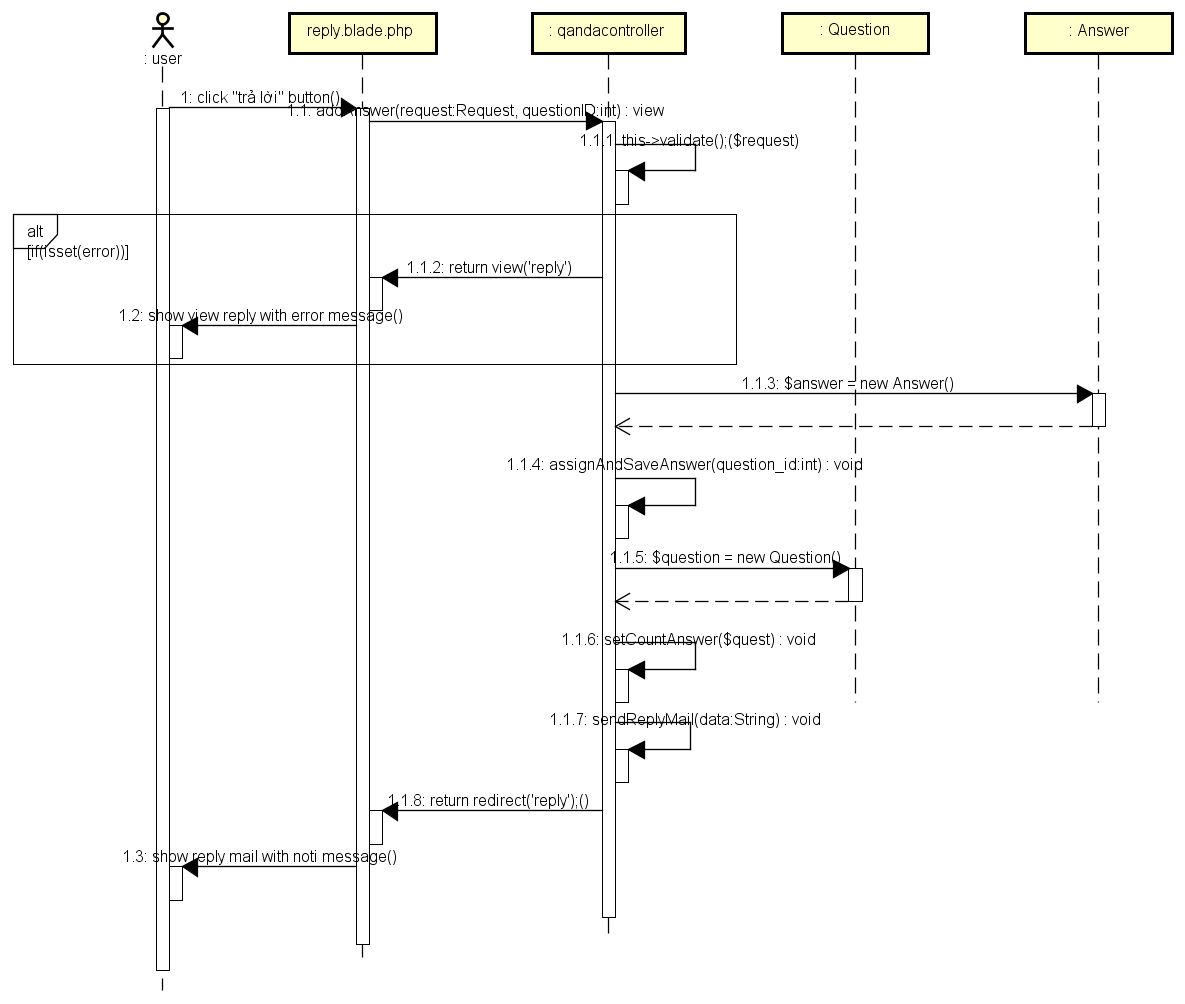 : user
reply.blade.php
: qandacontroller
: Question
: Answer
1: click "trả lời" button()
1.1: addAnswer(request:Request, questionID:int) : view
1.1.1: this->validate();($request)
alt
[if(isset(error))]
1.1.2: return view('reply')
1.2: show view reply with error message()
1.1.3: $answer = new Answer()
1.1.4: assignAndSaveAnswer(question_id:int) : void
1.1.5: $question = new Question()
1.1.6: setCountAnswer($quest) : void
1.1.7: sendReplyMail(data:String) : void
1.1.8: return redirect('reply');()
1.3: show reply mail with noti message()